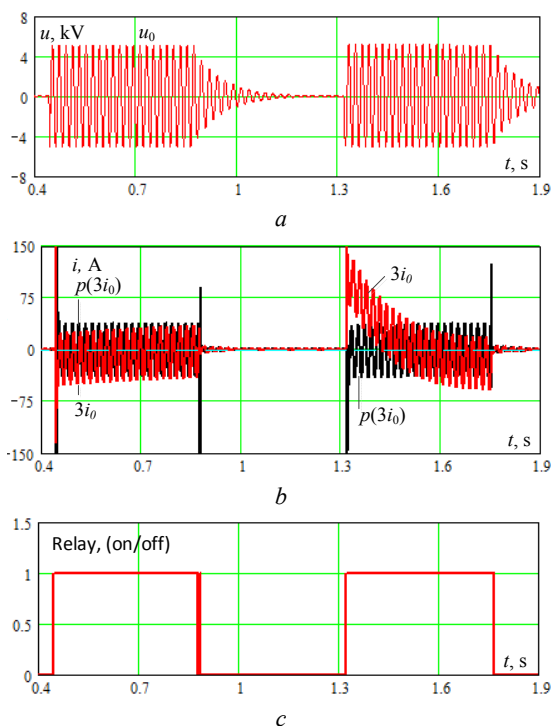 8
u, kV
u0
4
0
-4
-8
t, s
0.4 0.7 1 1.3 1.6 1.9
a
150
i, A
p(3i0)
3i0
75
0
-75
3i0
p(3i0)
-150
t, s
0.4 0.7 1 1.3 1.6 1.9
b
1.5
Relay, (on/off)
1
0.5
t, s
0
0.4 0.7 1 1.3 1.6 1.9
c